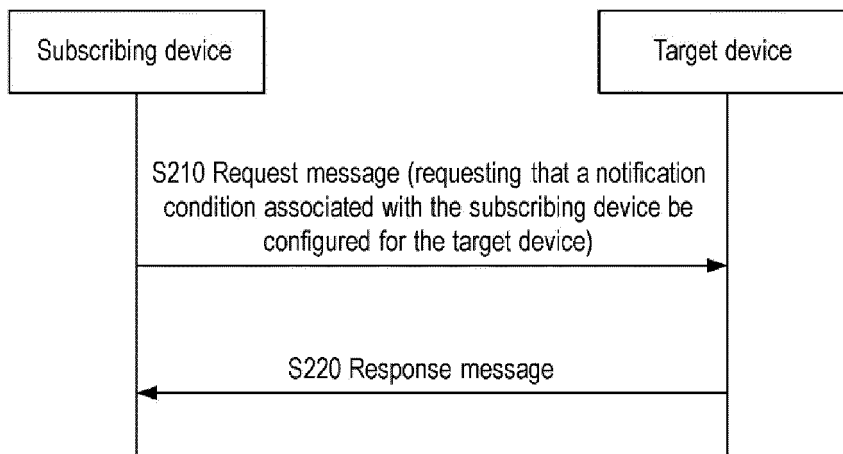 Subscribing device
Target device
S210 Request message (requesting that a notification
condition associated with the subscribing device be
configured for the target device)
S220 Response message